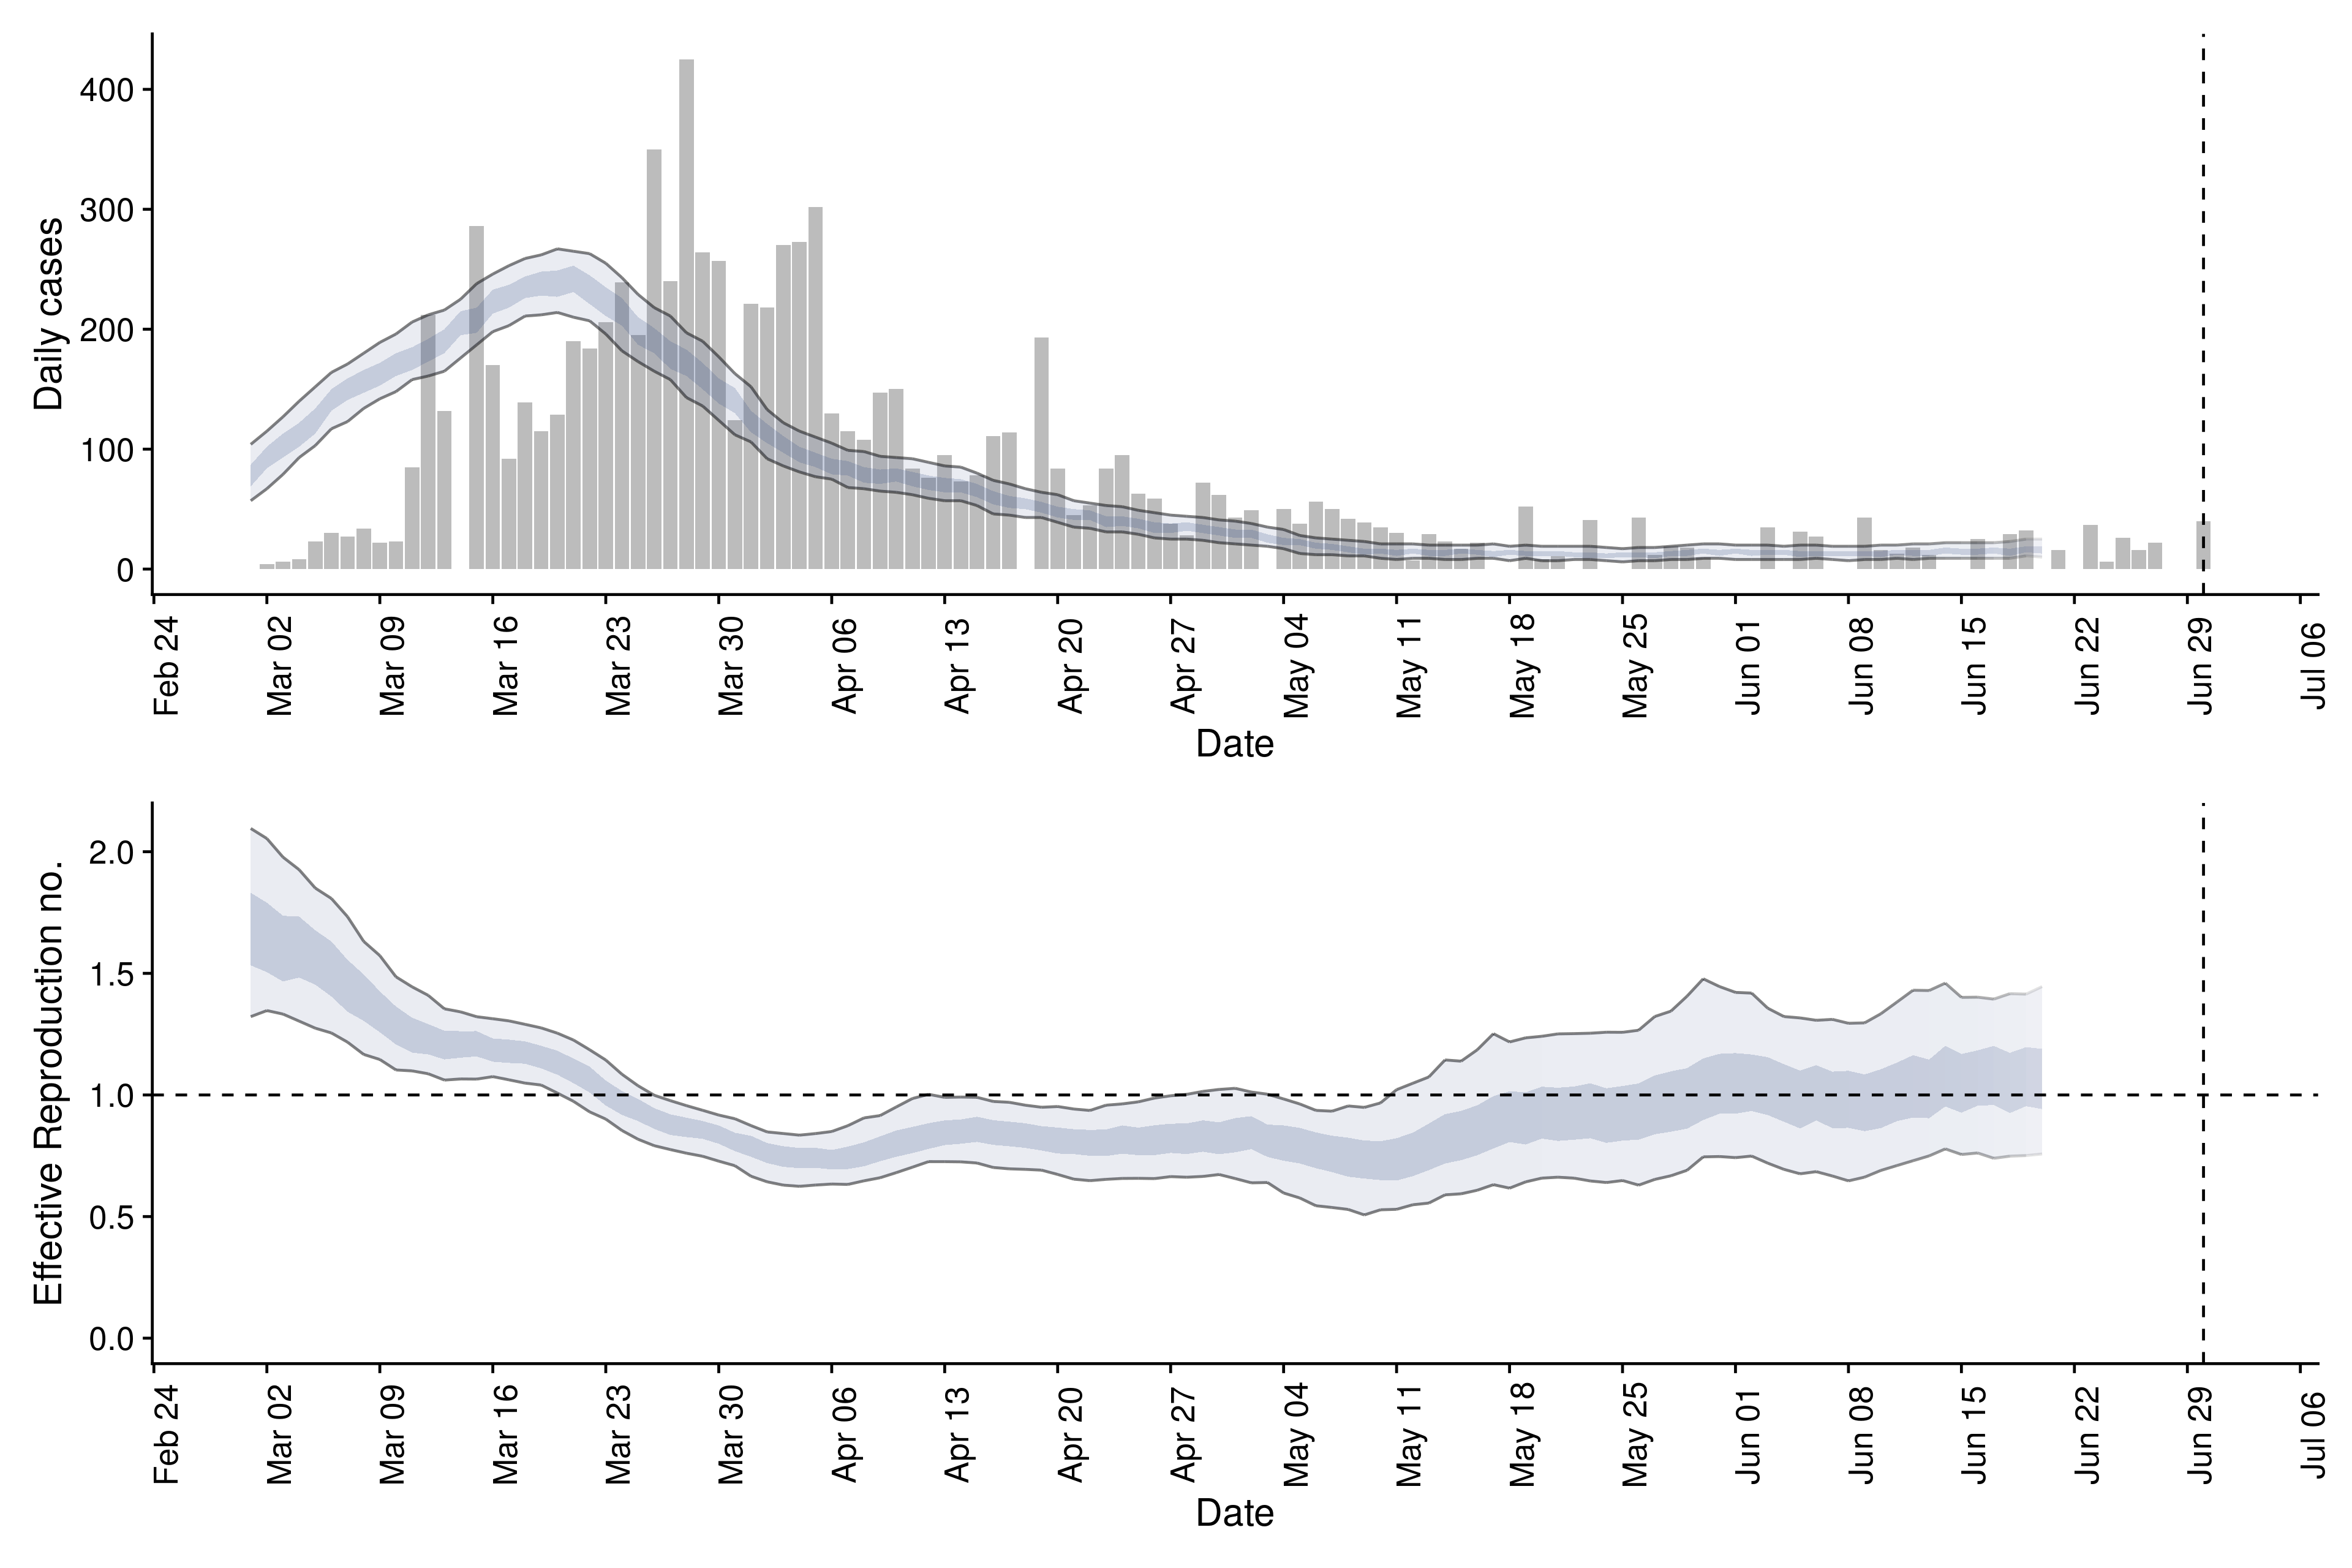 Daily cases
400
300
200
100
0
Feb 24
Mar 02
Mar 09
Mar 16
Mar 23
Mar 30
Apr 06
Apr 13
Apr 20
Apr 27
May 04
May 11
May 18
May 25
Jun 01
Jun 08
Jun 15
Jun 22
Jun 29
Jul 06
Date
Effective Reproduction no.
2.0
1.5
1.0
0.5
0.0
Feb 24
Mar 02
Mar 09
Mar 16
Mar 23
Mar 30
Apr 06
Apr 13
Apr 20
Apr 27
May 04
May 11
May 18
May 25
Jun 01
Jun 08
Jun 15
Jun 22
Jun 29
Jul 06
Date